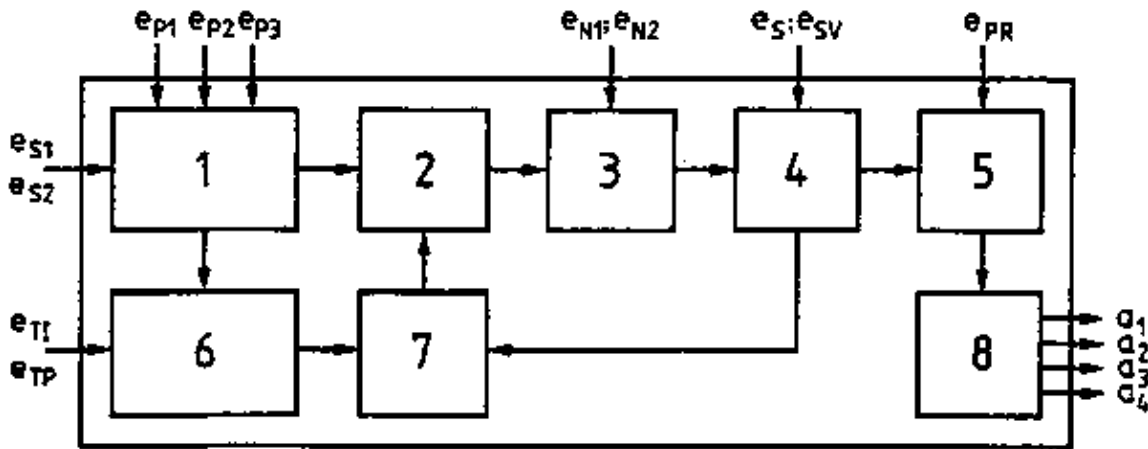 eP1 eP2 eP3 eN1; eN2 eS; eSV ePR
eS1
eS2
1 2 3 4 5
eTI
eTP
6 7 8
a1
a2
a3
a4